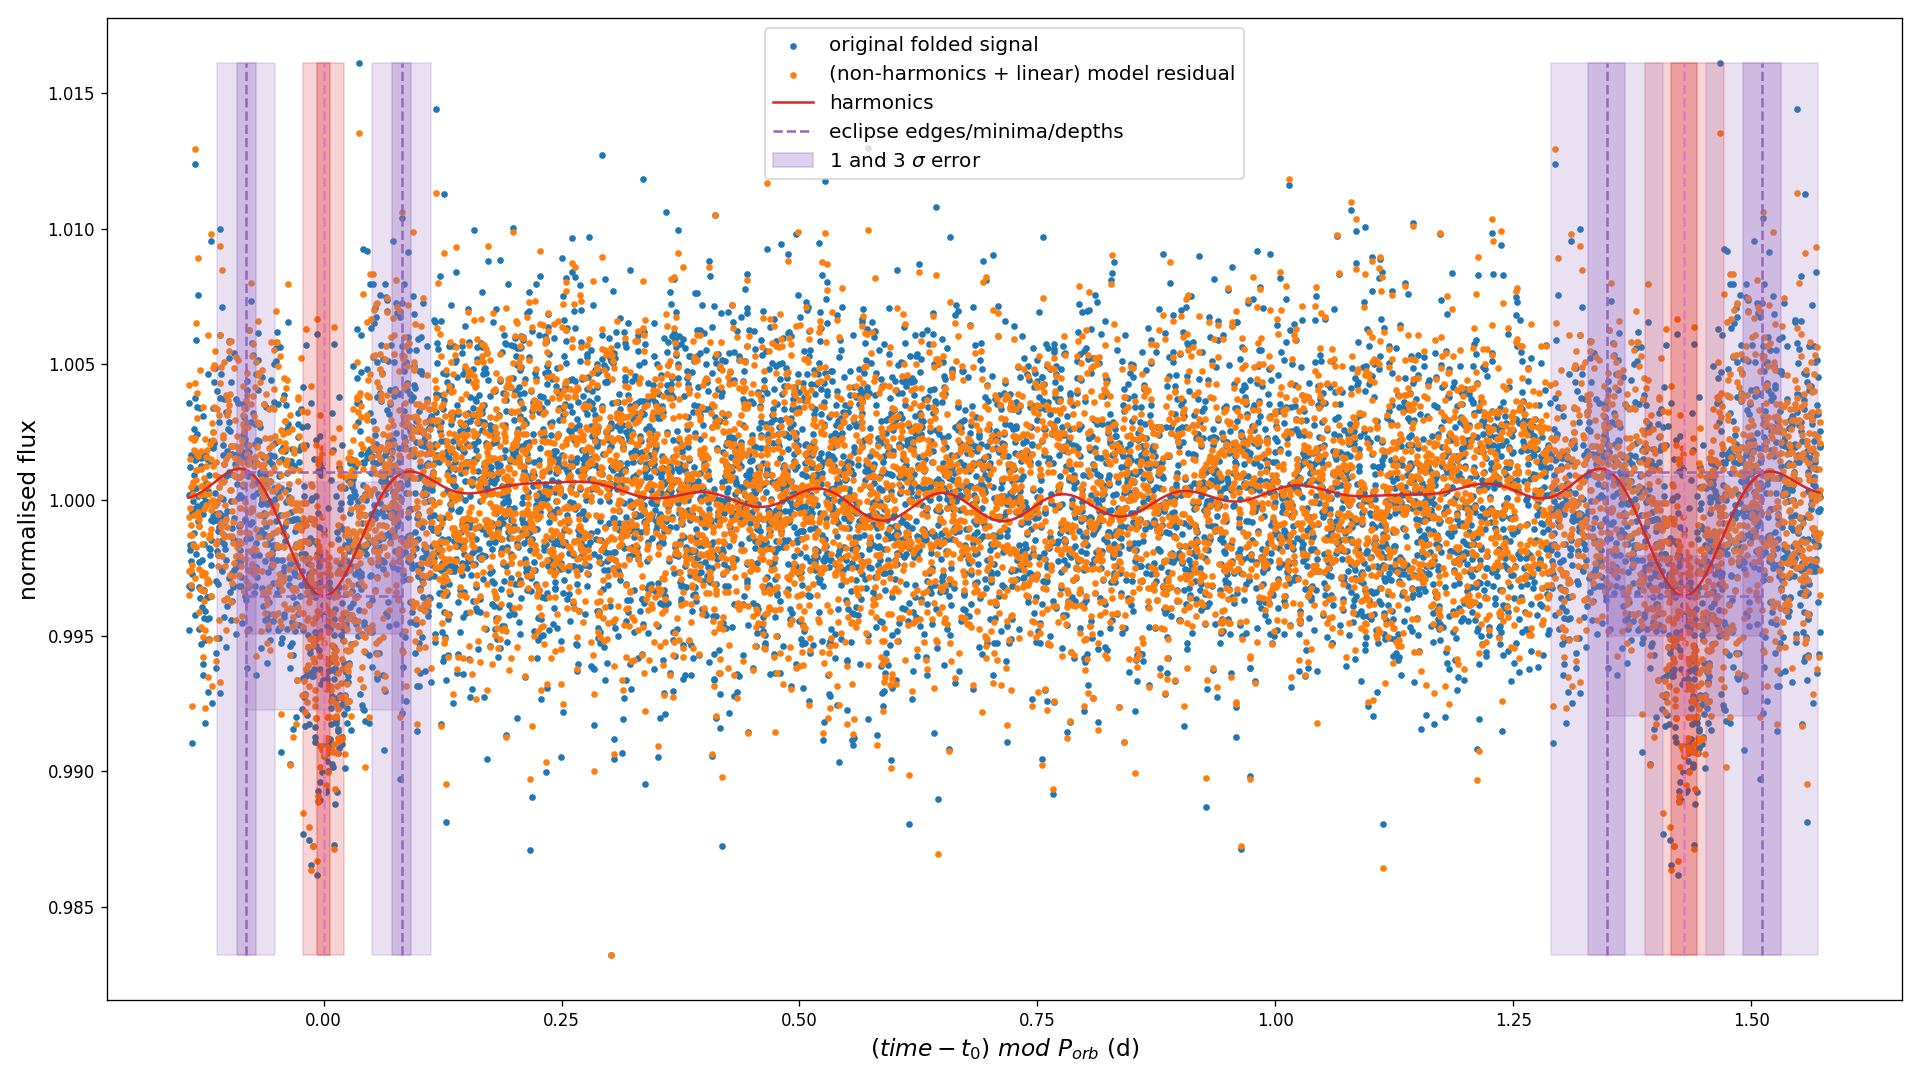 original folded signal
(non-harmonics + linear) model residual
harmonics
eclipse edges/minima/depths
1 and 3 σ error
normalised flux
1.015
1.010
1.005
1.000
0.995
0.990
0.985
0.00
0.25
0.50
0.75
1.00
1.25
1.50
(time − t₀) mod Pₒᵣb (d)